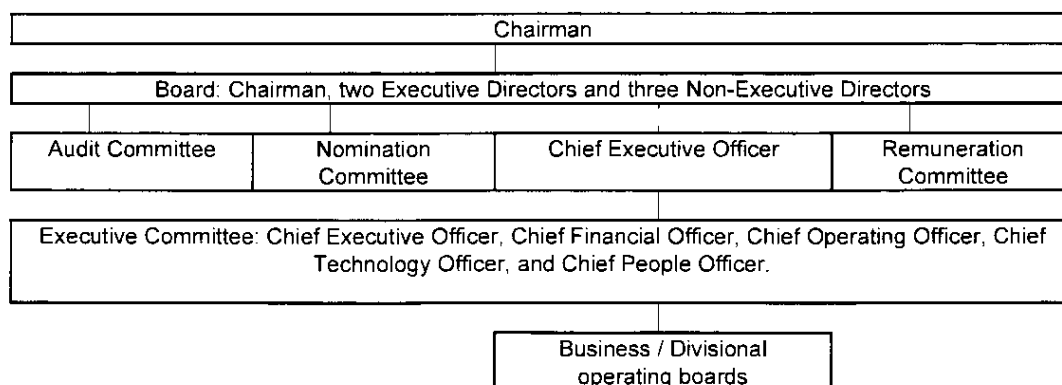 Chairman
Board: Chairman, two Executive Directors and three Non-Executive Directors
Audit Committee
Nomination
Committee
Chief Executive Officer
Remuneration
Committee
Executive Committee: Chief Executive Officer, Chief Financial Officer, Chief Operating Officer, Chief
Technology Officer, and Chief People Officer.
Business / Divisional
operating boards